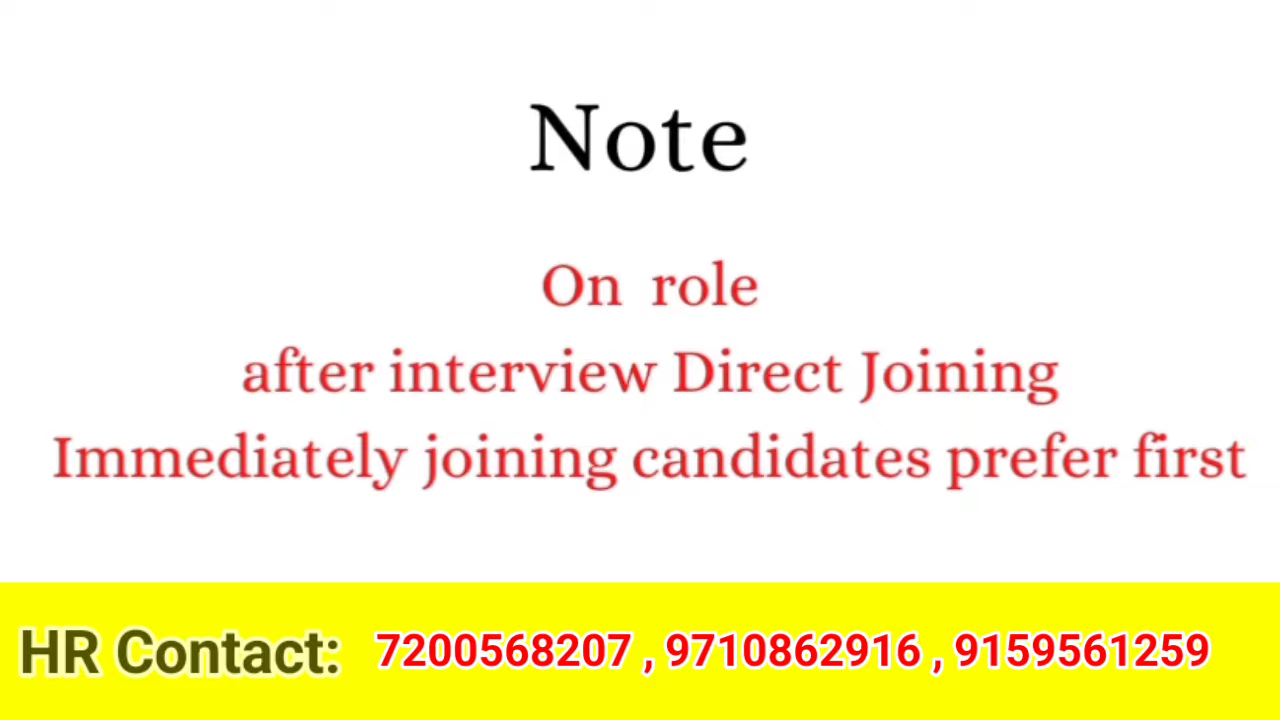 Note
On role
after interview Direct Joining
Immediately joining candidates prefer first
HR Contact: 7200568207 , 9710862916 , 9159561259